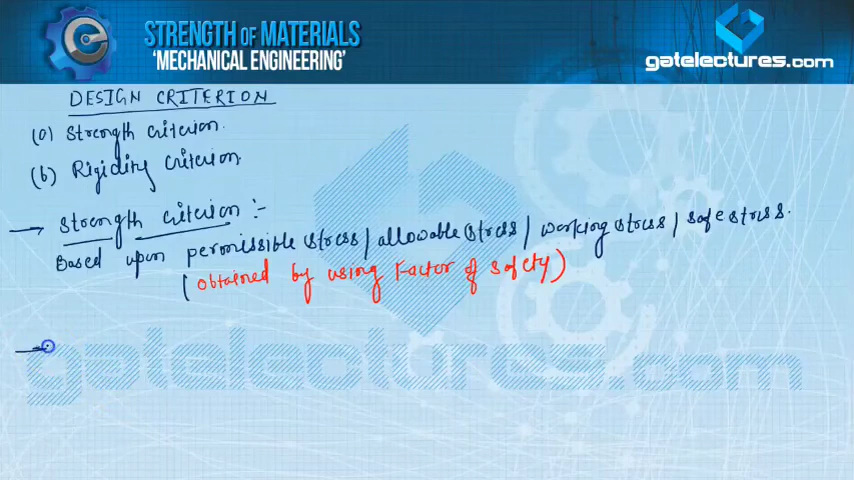 STRENGTH OF MATERIALS
'MECHANICAL ENGINEERING'
gatelectures.com
DESIGN CRITERION
(a) Strength criterion.
(b) Rigidity criterion
→ Strength criterion :-
Based upon permissible stress / allowable stress / working stress / safe stress.
(obtained by using Factor of safety)
gatelectures.com